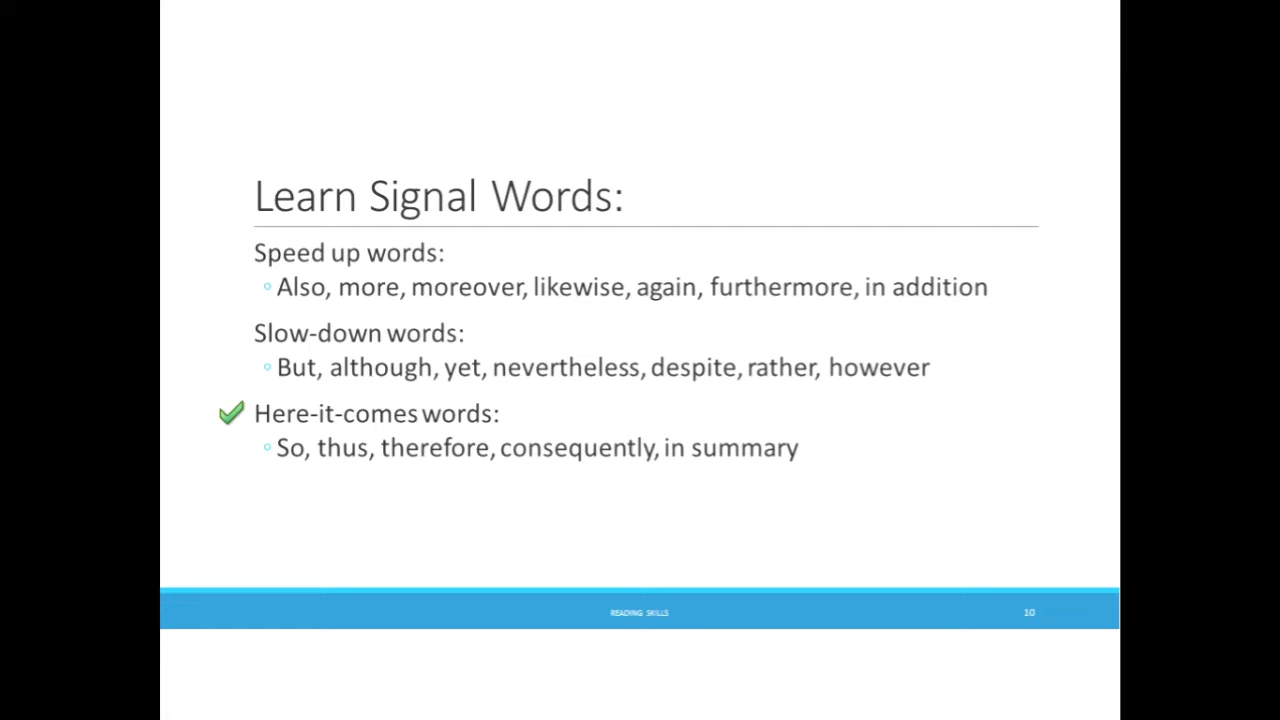 Learn Signal Words:
Speed up words:
◦ Also, more, moreover, likewise, again, furthermore, in addition
Slow-down words:
◦ But, although, yet, nevertheless, despite, rather, however
Here-it-comes words:
◦ So, thus, therefore, consequently, in summary
READING SKILLS
10